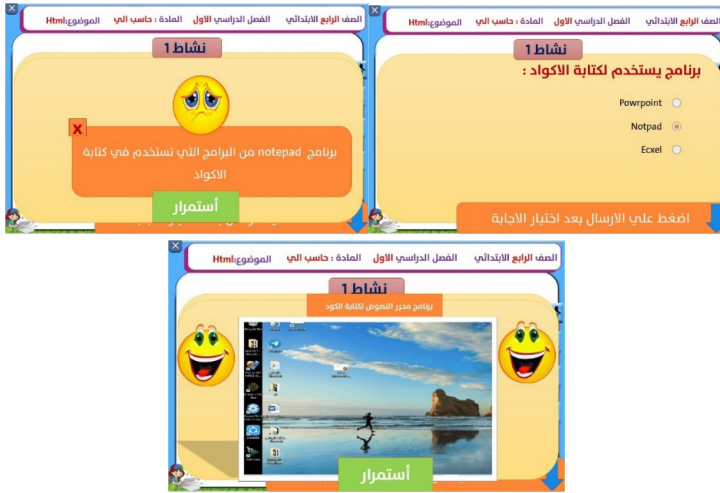 الصف الرابع الابتدائي الفصل الدراسي الاول المادة : حاسب الي الموضوع:Html
نشاط 1
برنامج يستخدم لكتابة الاكواد :
Powrpoint
Notpad
Ecxel
اضغط علي الارسال بعد اختيار الاجابة
الصف الرابع الابتدائي الفصل الدراسي الاول المادة : حاسب الي الموضوع:Html
نشاط 1
X
برنامج notepad من البرامج التي تستخدم في كتابة
الاكواد
أستمرار
الصف الرابع الابتدائي الفصل الدراسي الاول المادة : حاسب الي الموضوع:Html
نشاط 1
برنامج محرر النصوص لكتابة الكود
أستمرار